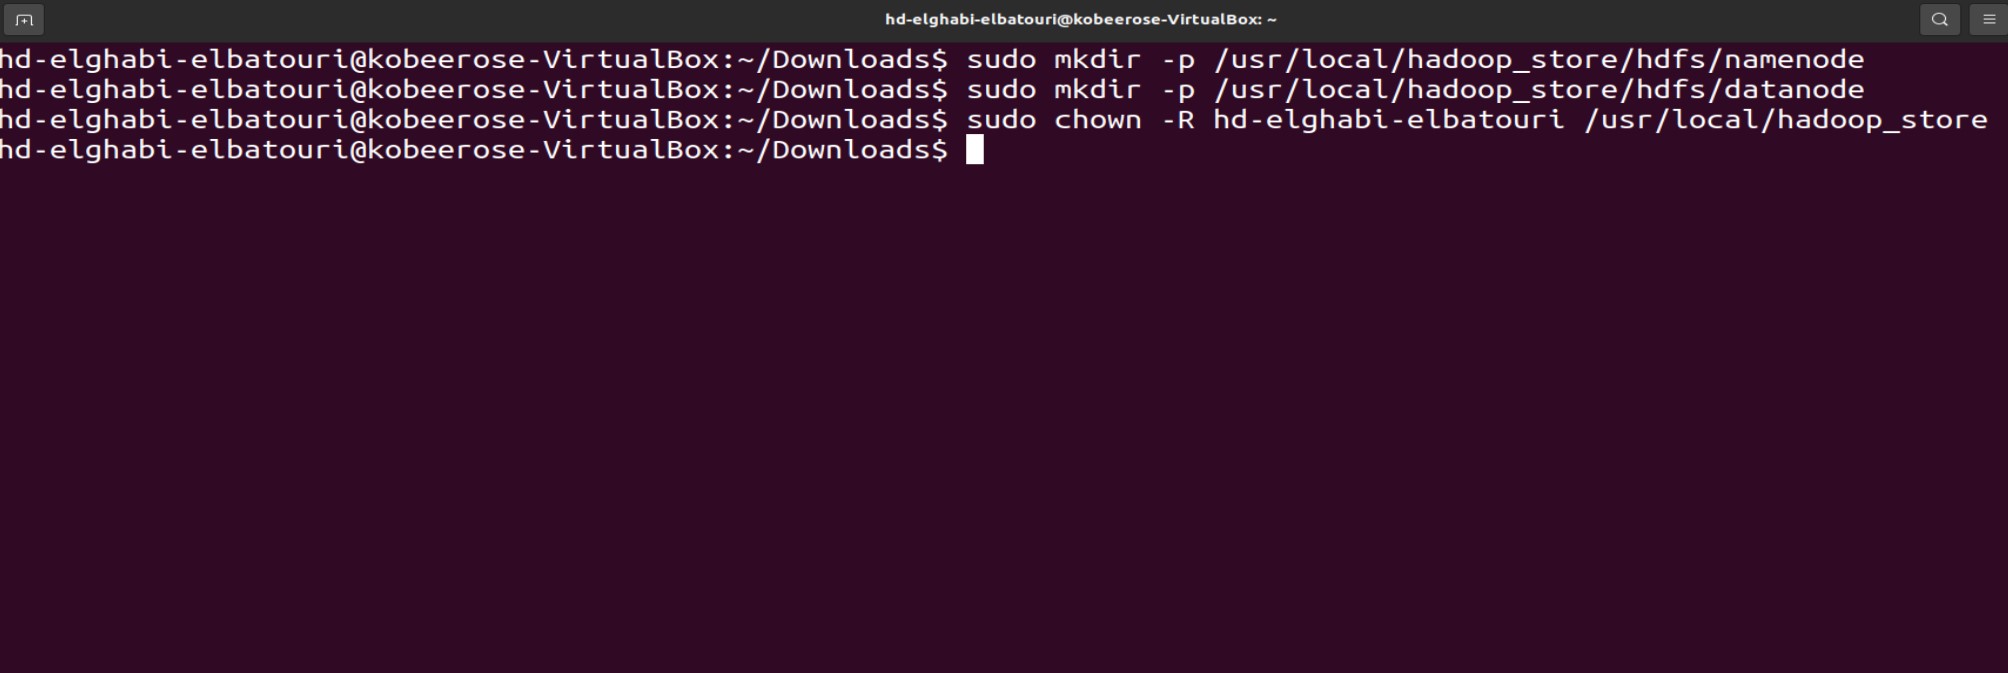 hd-elghabi-elbatouri@kobeerose-VirtualBox: ~
hd-elghabi-elbatouri@kobeerose-VirtualBox:~/Downloads$ sudo mkdir -p /usr/local/hadoop_store/hdfs/namenode
hd-elghabi-elbatouri@kobeerose-VirtualBox:~/Downloads$ sudo mkdir -p /usr/local/hadoop_store/hdfs/datanode
hd-elghabi-elbatouri@kobeerose-VirtualBox:~/Downloads$ sudo chown -R hd-elghabi-elbatouri /usr/local/hadoop_store
hd-elghabi-elbatouri@kobeerose-VirtualBox:~/Downloads$